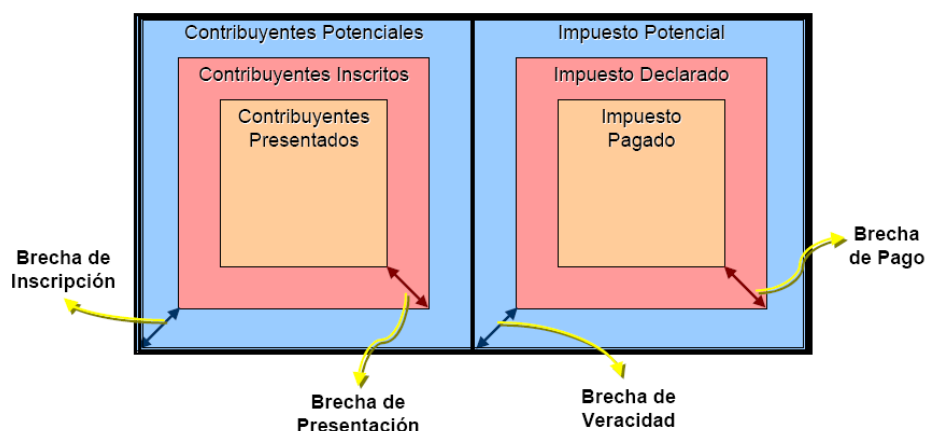 Contribuyentes Potenciales
Impuesto Potencial
Contribuyentes Inscritos
Impuesto Declarado
Contribuyentes
Presentados
Impuesto
Pagado
Brecha de
Inscripción
Brecha
de Pago
Brecha de
Presentación
Brecha de
Veracidad